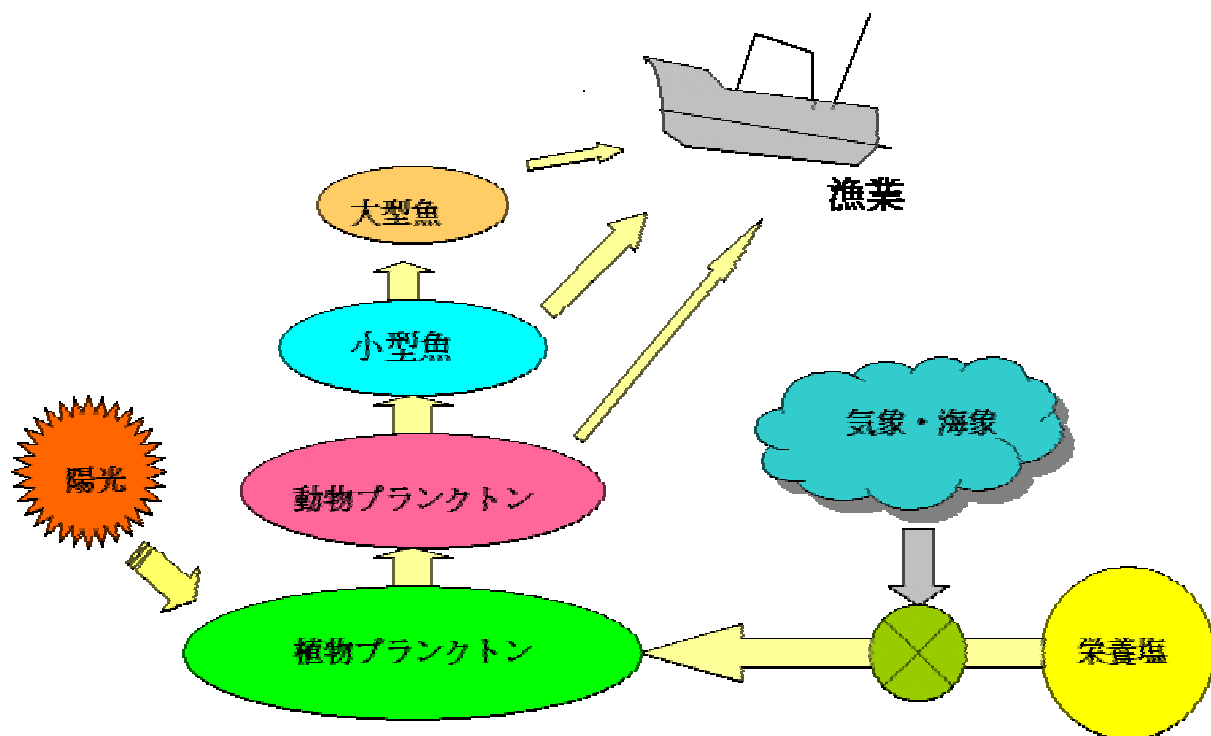 漁業
大型魚
小型魚
気象・海象
陽光
動物プランクトン
植物プランクトン
栄養塩